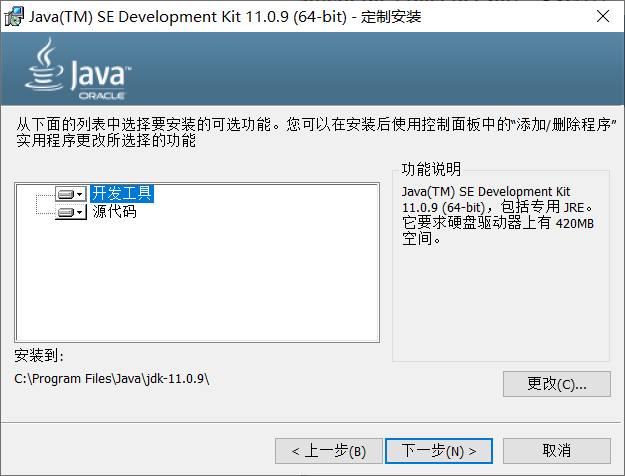 Java(TM) SE Development Kit 11.0.9 (64-bit) - 定制安装
Java™
ORACLE
从下面的列表中选择要安装的可选功能。您可以在安装后使用控制面板中的“添加/删除程序”
实用程序更改所选择的功能
开发工具
源代码
功能说明
Java(TM) SE Development Kit
11.0.9 (64-bit)，包括专用 JRE。
它要求硬盘驱动器上有 420MB
空间。
安装到:
C:\Program Files\Java\jdk-11.0.9\
更改(C)...
< 上一步(B)
下一步(N) >
取消